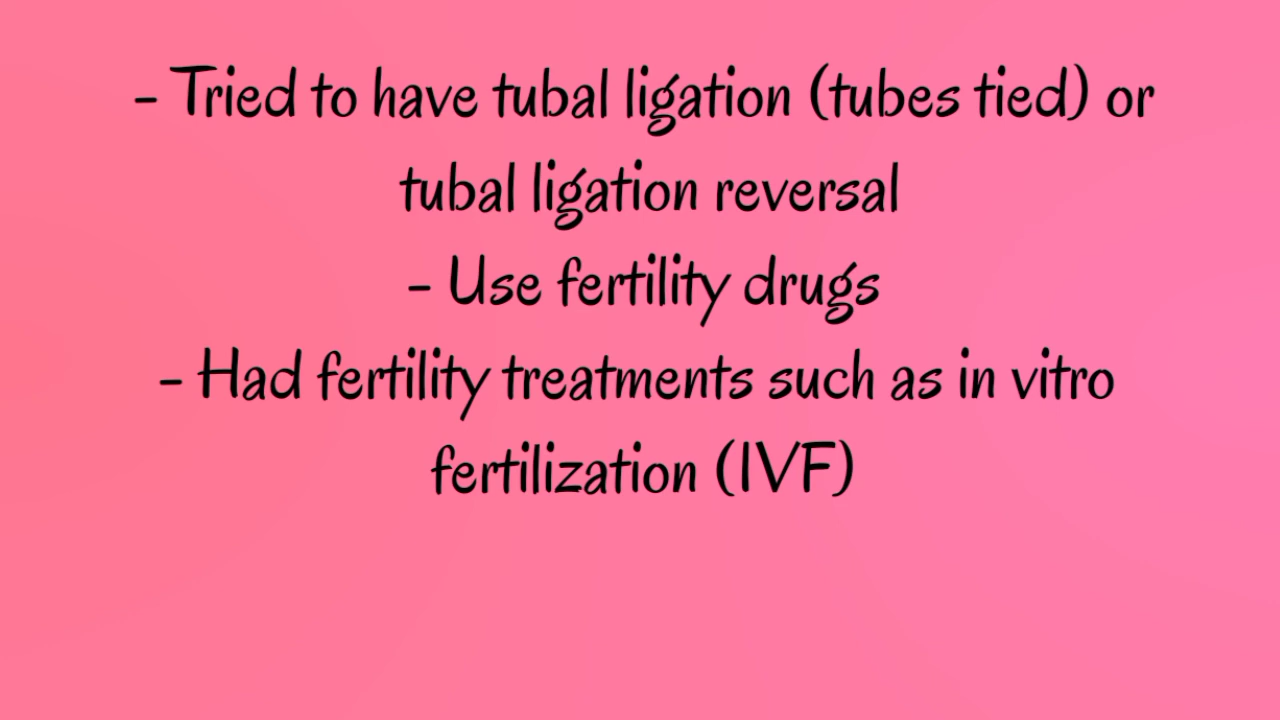 - Tried to have tubal ligation (tubes tied) or
tubal ligation reversal
- Use fertility drugs
- Had fertility treatments such as in vitro
fertilization (IVF)